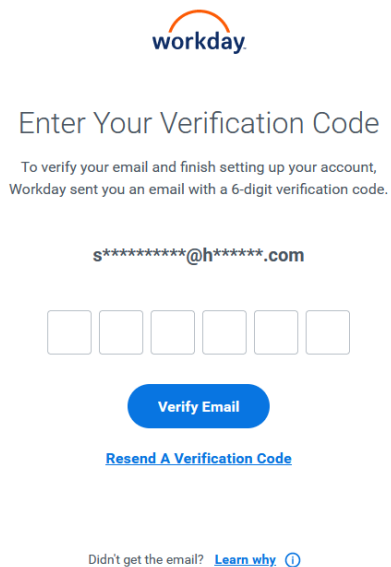 workday.
Enter Your Verification Code
To verify your email and finish setting up your account,
Workday sent you an email with a 6-digit verification code.
s**********@h******.com
Verify Email
Resend A Verification Code
Didn't get the email? Learn why